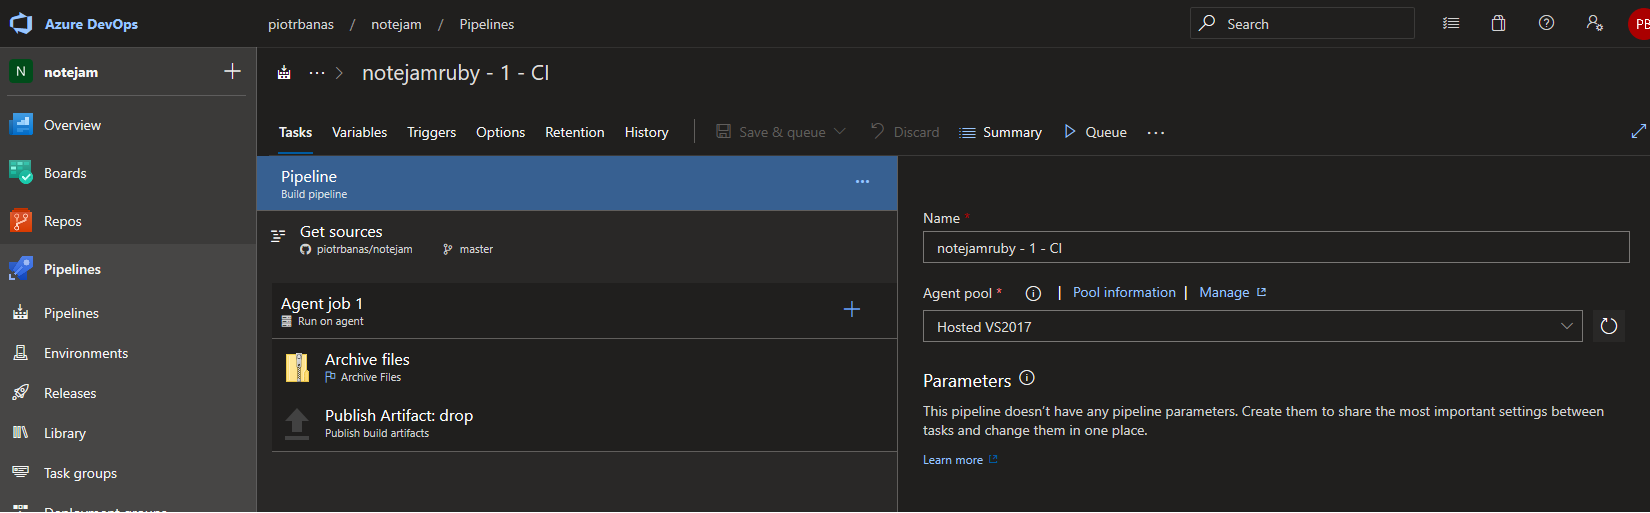 Azure DevOps
piotrbanas / notejam / Pipelines
Search
PB
N notejam
notejamruby - 1 - CI
Overview
Boards
Repos
Pipelines
Pipelines
Environments
Releases
Library
Task groups
Deployment groups
Tasks Variables Triggers Options Retention History Save & queue Discard Summary Queue
Pipeline
Build pipeline
Get sources
piotrbanas/notejam master
Agent job 1
Run on agent
Archive files
Archive Files
Publish Artifact: drop
Publish build artifacts
Name *
notejamruby - 1 - CI
Agent pool * | Pool information | Manage
Hosted VS2017
Parameters
This pipeline doesn't have any pipeline parameters. Create them to share the most important settings between
tasks and change them in one place.
Learn more